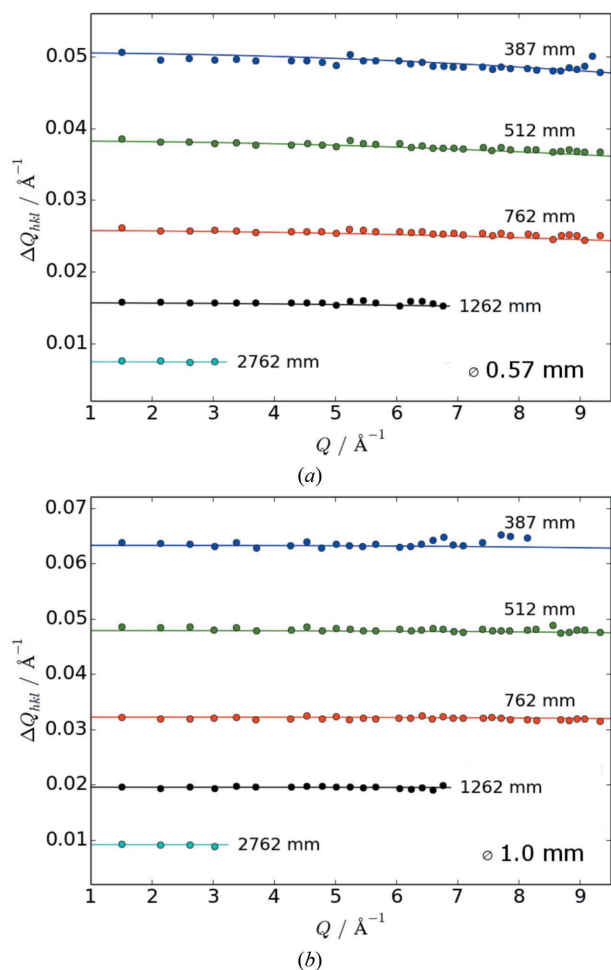 0.05
0.04
0.03
0.02
0.01
ΔQhkl / Å⁻¹
387 mm
512 mm
762 mm
1262 mm
2762 mm
⌀ 0.57 mm
1 2 3 4 5 6 7 8 9
Q / Å⁻¹
(a)
0.07
0.06
0.05
0.04
0.03
0.02
0.01
ΔQhkl / Å⁻¹
387 mm
512 mm
762 mm
1262 mm
2762 mm
⌀ 1.0 mm
1 2 3 4 5 6 7 8 9
Q / Å⁻¹
(b)